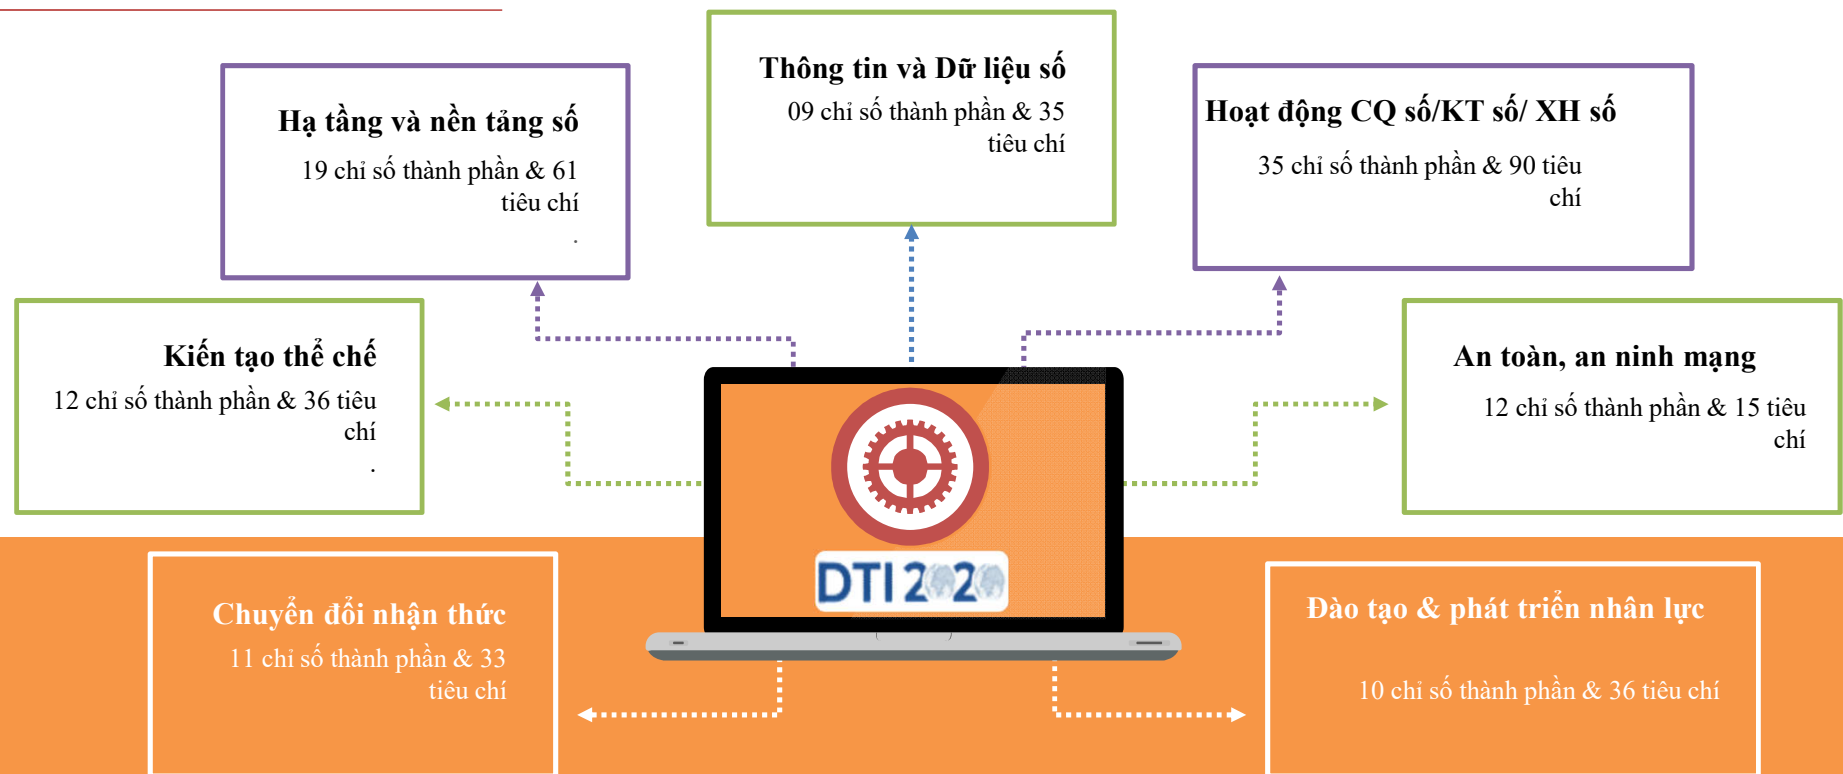 Thông tin và Dữ liệu số
09 chỉ số thành phần & 35
tiêu chí
Hạ tầng và nền tảng số
19 chỉ số thành phần & 61
tiêu chí
.
Hoạt động CQ số/KT số/ XH số
35 chỉ số thành phần & 90 tiêu
chí
Kiến tạo thể chế
12 chỉ số thành phần & 36 tiêu
chí
.
An toàn, an ninh mạng
12 chỉ số thành phần & 15 tiêu
chí
DTI 2020
Chuyển đổi nhận thức
11 chỉ số thành phần & 33
tiêu chí
Đào tạo & phát triển nhân lực
10 chỉ số thành phần & 36 tiêu chí